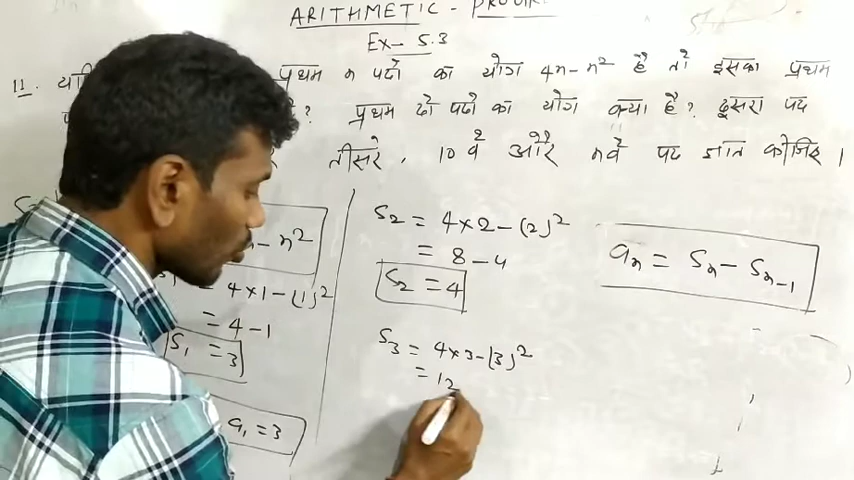 ARITHMETIC -
Ex- 5.3
11. प्रथम n पदो का योग 4n-n² है तो इसका प्रथम
? प्रथम दो पदो का योग क्या है? दूसरा पद
तीसरे, 10 वे और nवे पद ज्ञात कीजिए।
- n²
4×1-(1)²
= 4-1
S₁ = 3
a₁ = 3
S₂ = 4×2-(2)²
= 8-4
S₂ = 4
S₃ = 4×3-(3)²
= 12
aₙ = Sₙ - Sₙ₋₁